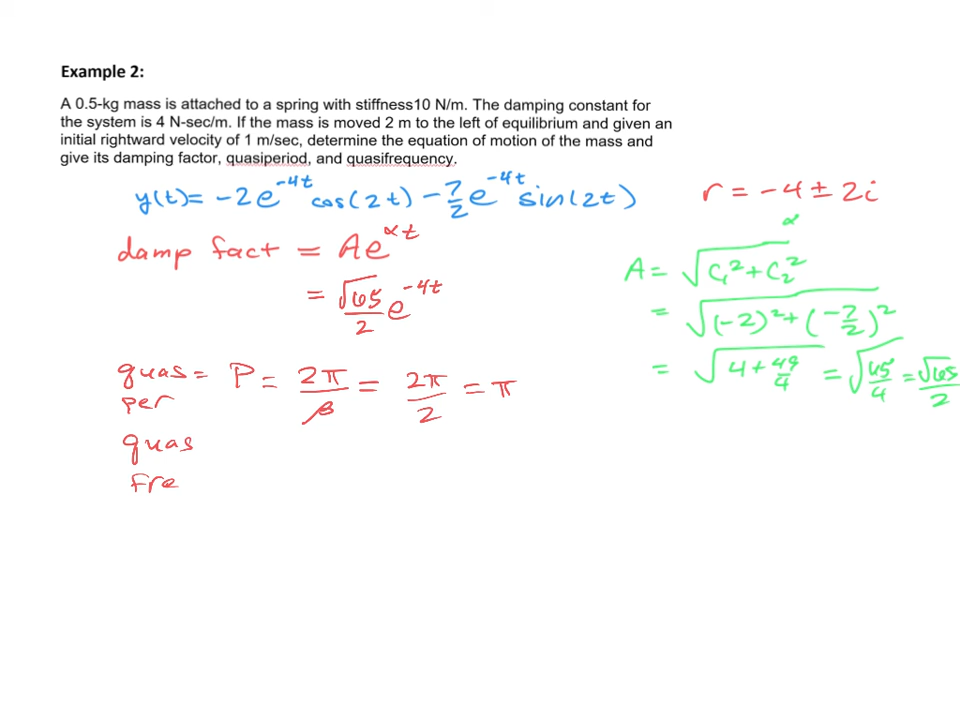 Example 2:
A 0.5-kg mass is attached to a spring with stiffness10 N/m. The damping constant for
the system is 4 N-sec/m. If the mass is moved 2 m to the left of equilibrium and given an
initial rightward velocity of 1 m/sec, determine the equation of motion of the mass and
give its damping factor, quasiperiod, and quasifrequency.
y(t) = -2e^{-4t} cos(2t) - 7/2 e^{-4t} sin(2t)
r = -4 ± 2i
α
damp fact = Ae^{αt}
= √65/2 e^{-4t}
A = √(c₁² + c₂²)
= √((-2)² + (-7/2)²)
= √(4 + 49/4) = √(65/4) = √65/2
quas = P = 2π/β = 2π/2 = π
per
quas
fre